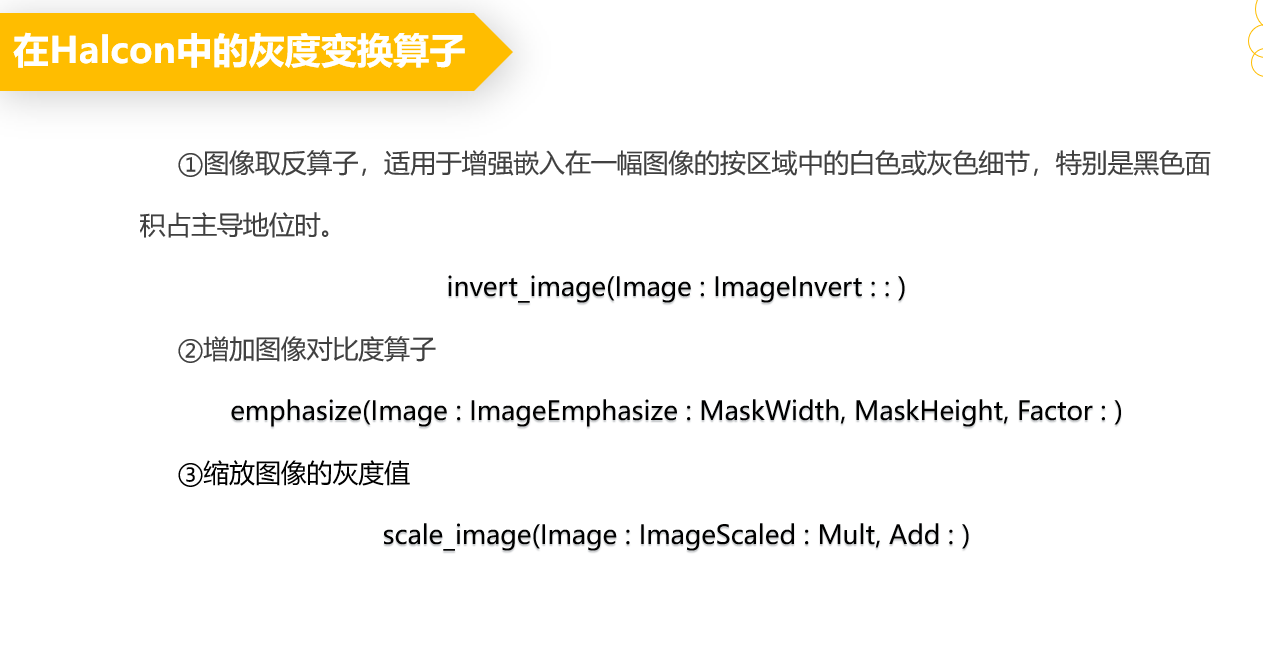 在Halcon中的灰度变换算子
①图像取反算子，适用于增强嵌入在一幅图像的按区域中的白色或灰色细节，特别是黑色面
积占主导地位时。
invert_image(Image : ImageInvert : : )
②增加图像对比度算子
emphasize(Image : ImageEmphasize : MaskWidth, MaskHeight, Factor : )
③缩放图像的灰度值
scale_image(Image : ImageScaled : Mult, Add : )